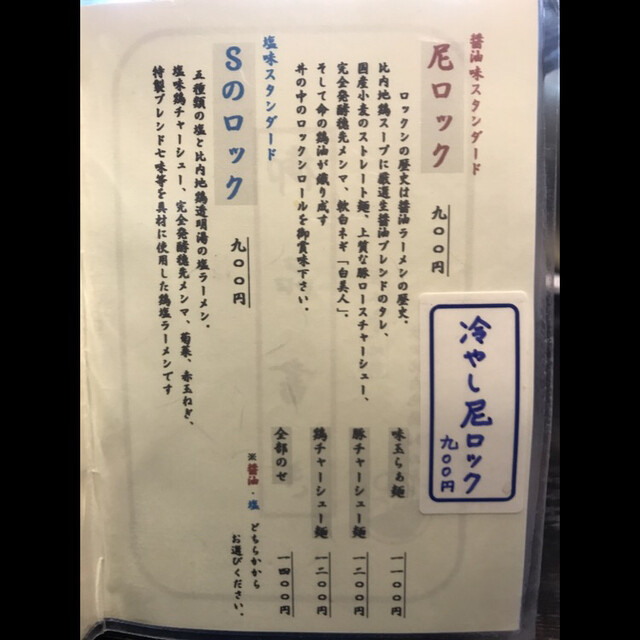 醤油味スタンダード
尼ロック 九〇〇円
ロックンの歴史は醤油ラーメンの歴史。
比内地鶏スープに厳選生醤油ブレンドのタレ、
国産小麦のストレート麺、上質な豚ロースチャーシュー、
完全発酵穂先メンマ、軟白ネギ「白美人」、
そして命の鶏油が織り成す
丼の中のロックンロールを御賞味下さい。
塩味スタンダード
Sのロック 九〇〇円
五種類の塩と比内地鶏透明湯の塩ラーメン。
塩味鶏チャーシュー、完全発酵穂先メンマ、菊菜、赤玉ねぎ、
特製ブレンド七味等を具材に使用した鶏塩ラーメンです
冷やし尼ロック
九〇〇円
味玉らぁ麺 一一〇〇円
豚チャーシュー麺 一二〇〇円
鶏チャーシュー麺 一二〇〇円
全部のせ 一四〇〇円
※醤油・塩 どちらかから
お選びください。